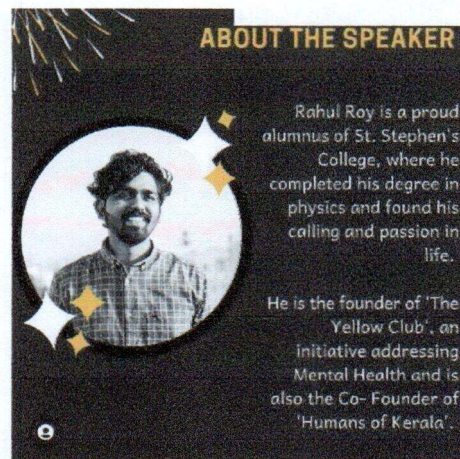 ABOUT THE SPEAKER
Rahul Roy is a proud
alumnus of St. Stephen's
College, where he
completed his degree in
physics and found his
calling and passion in
life.
He is the founder of 'The
Yellow Club', an
initiative addressing
Mental Health and is
also the Co- Founder of
'Humans of Kerala'.